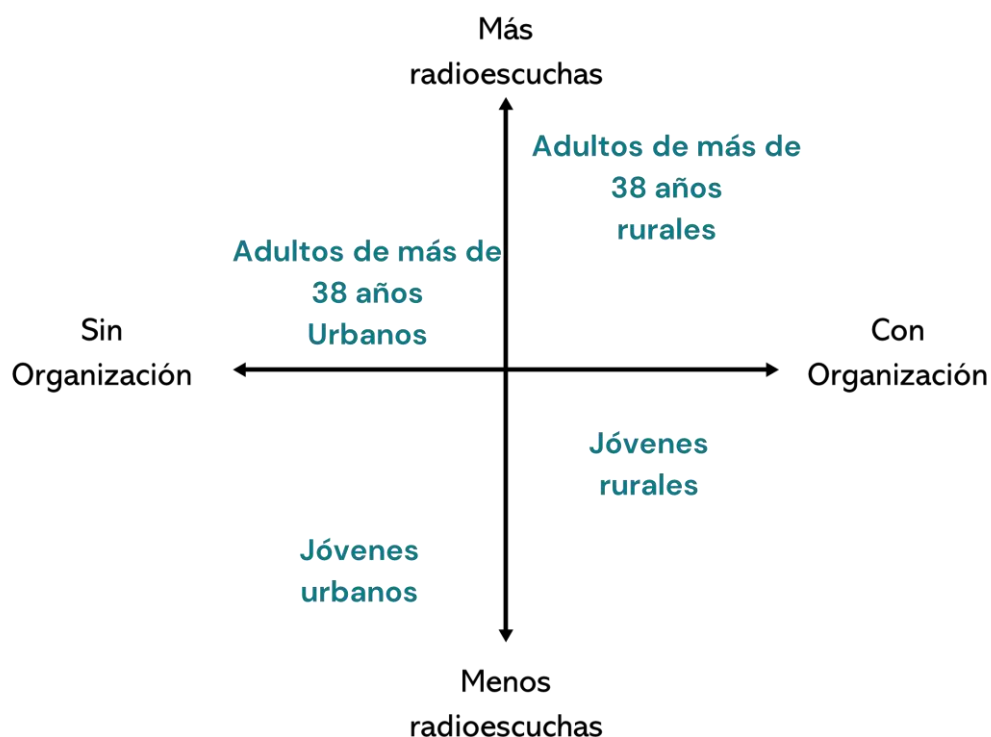 Más
radioescuchas
Adultos de más de
38 años
rurales
Adultos de más de
38 años
Urbanos
Sin
Organización
Con
Organización
Jóvenes
rurales
Jóvenes
urbanos
Menos
radioescuchas